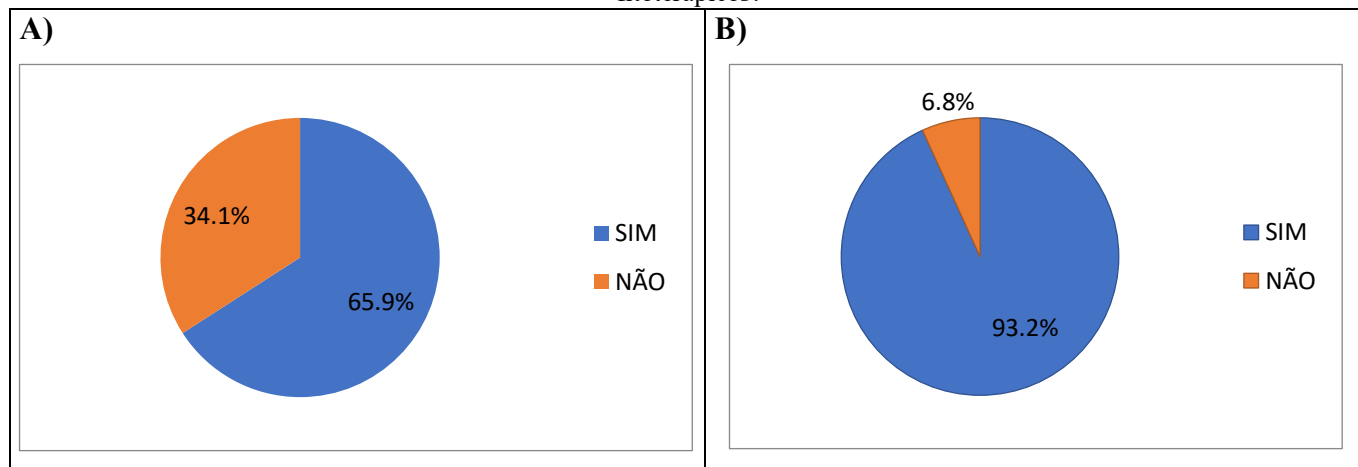 A)
34.1%
65.9%
SIM
NÃO
B)
6.8%
93.2%
SIM
NÃO